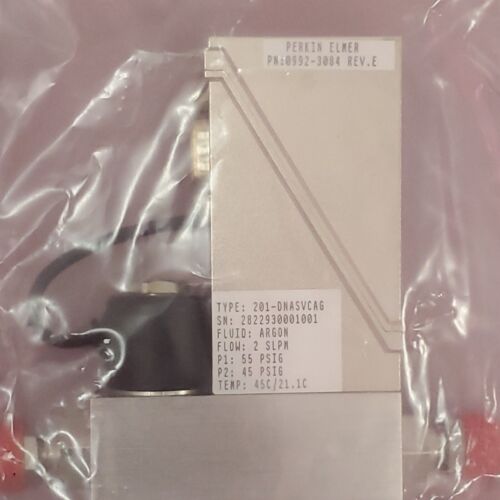 PERKIN ELMER
PN:0992-3084 REV.E
TYPE: 201-DNASVCAG
SN: 2822930001001
FLUID: ARGON
FLOW: 2 SLPM
P1: 55 PSIG
P2: 45 PSIG
TEMP: 45C/21.1C